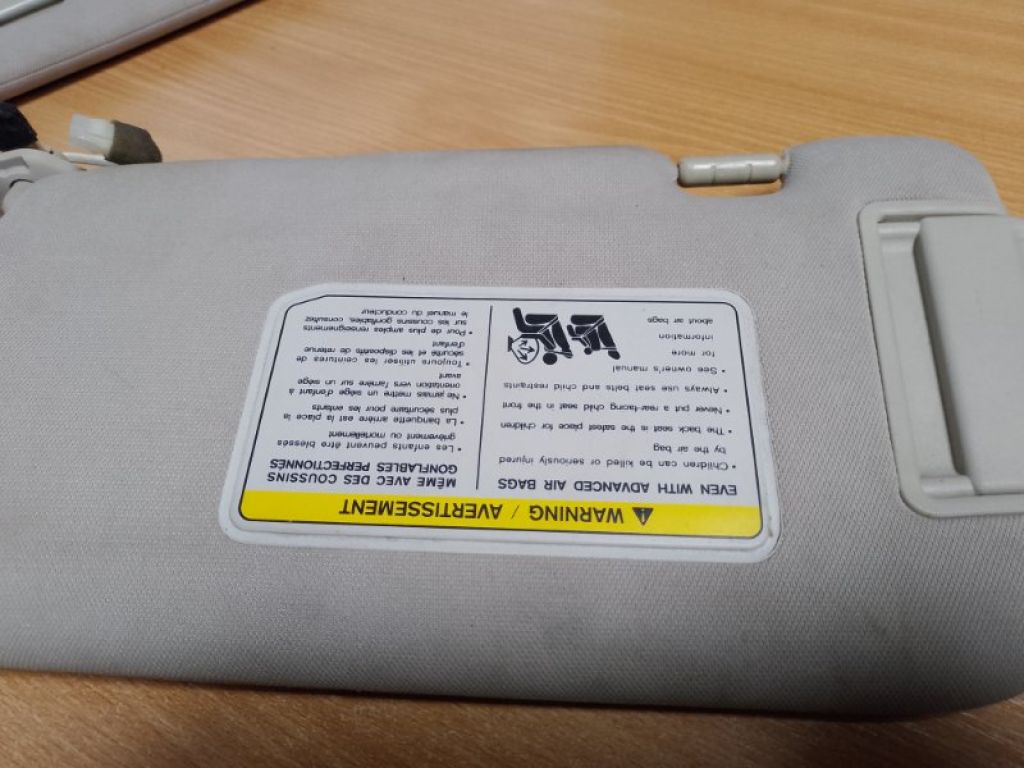 ⚠ WARNING / AVERTISSEMENT
EVEN WITH ADVANCED AIR BAGS
• Children can be killed or seriously injured
by the air bag
• The back seat is the safest place for children
• Never put a rear-facing child seat in the front
• Always use seat belts and child restraints
• See owner's manual
for more
information
about air bags
MÊME AVEC DES COUSSINS
GONFLABLES PERFECTIONNÉS
• Les enfants peuvent être blessés
grièvement ou mortellement
• La banquette arrière est la place la
plus sécuritaire pour les enfants
• Ne jamais mettre un siège d'enfant à
orientation vers l'arrière sur un siège
avant
• Toujours utiliser les ceintures de
sécurité et les dispositifs de retenue
d'enfant
• Pour de plus amples renseignements
sur les coussins gonflables, consultez
le manuel du conducteur